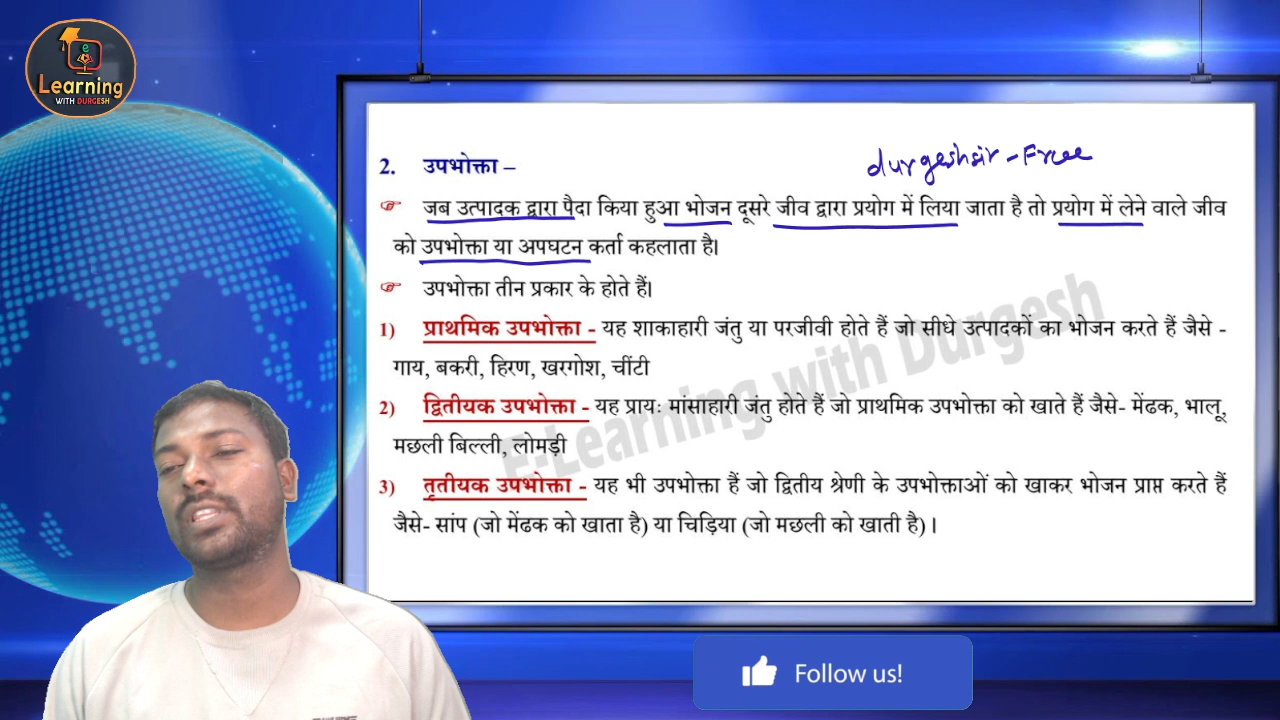 e
Learning
WITH DURGESH
durgeshsir - Free
2. उपभोक्ता –
☞ जब उत्पादक द्वारा पैदा किया हुआ भोजन दूसरे जीव द्वारा प्रयोग में लिया जाता है तो प्रयोग में लेने वाले जीव
को उपभोक्ता या अपघटन कर्ता कहलाता है।
☞ उपभोक्ता तीन प्रकार के होते हैं।
1) प्राथमिक उपभोक्ता - यह शाकाहारी जंतु या परजीवी होते हैं जो सीधे उत्पादकों का भोजन करते हैं जैसे -
गाय, बकरी, हिरण, खरगोश, चींटी
2) द्वितीयक उपभोक्ता - यह प्रायः मांसाहारी जंतु होते हैं जो प्राथमिक उपभोक्ता को खाते हैं जैसे- मेंढक, भालू,
मछली बिल्ली, लोमड़ी
3) तृतीयक उपभोक्ता - यह भी उपभोक्ता हैं जो द्वितीय श्रेणी के उपभोक्ताओं को खाकर भोजन प्राप्त करते हैं
जैसे- सांप (जो मेंढक को खाता है) या चिड़िया (जो मछली को खाती है) ।
E-Learning with Durgesh
Follow us!